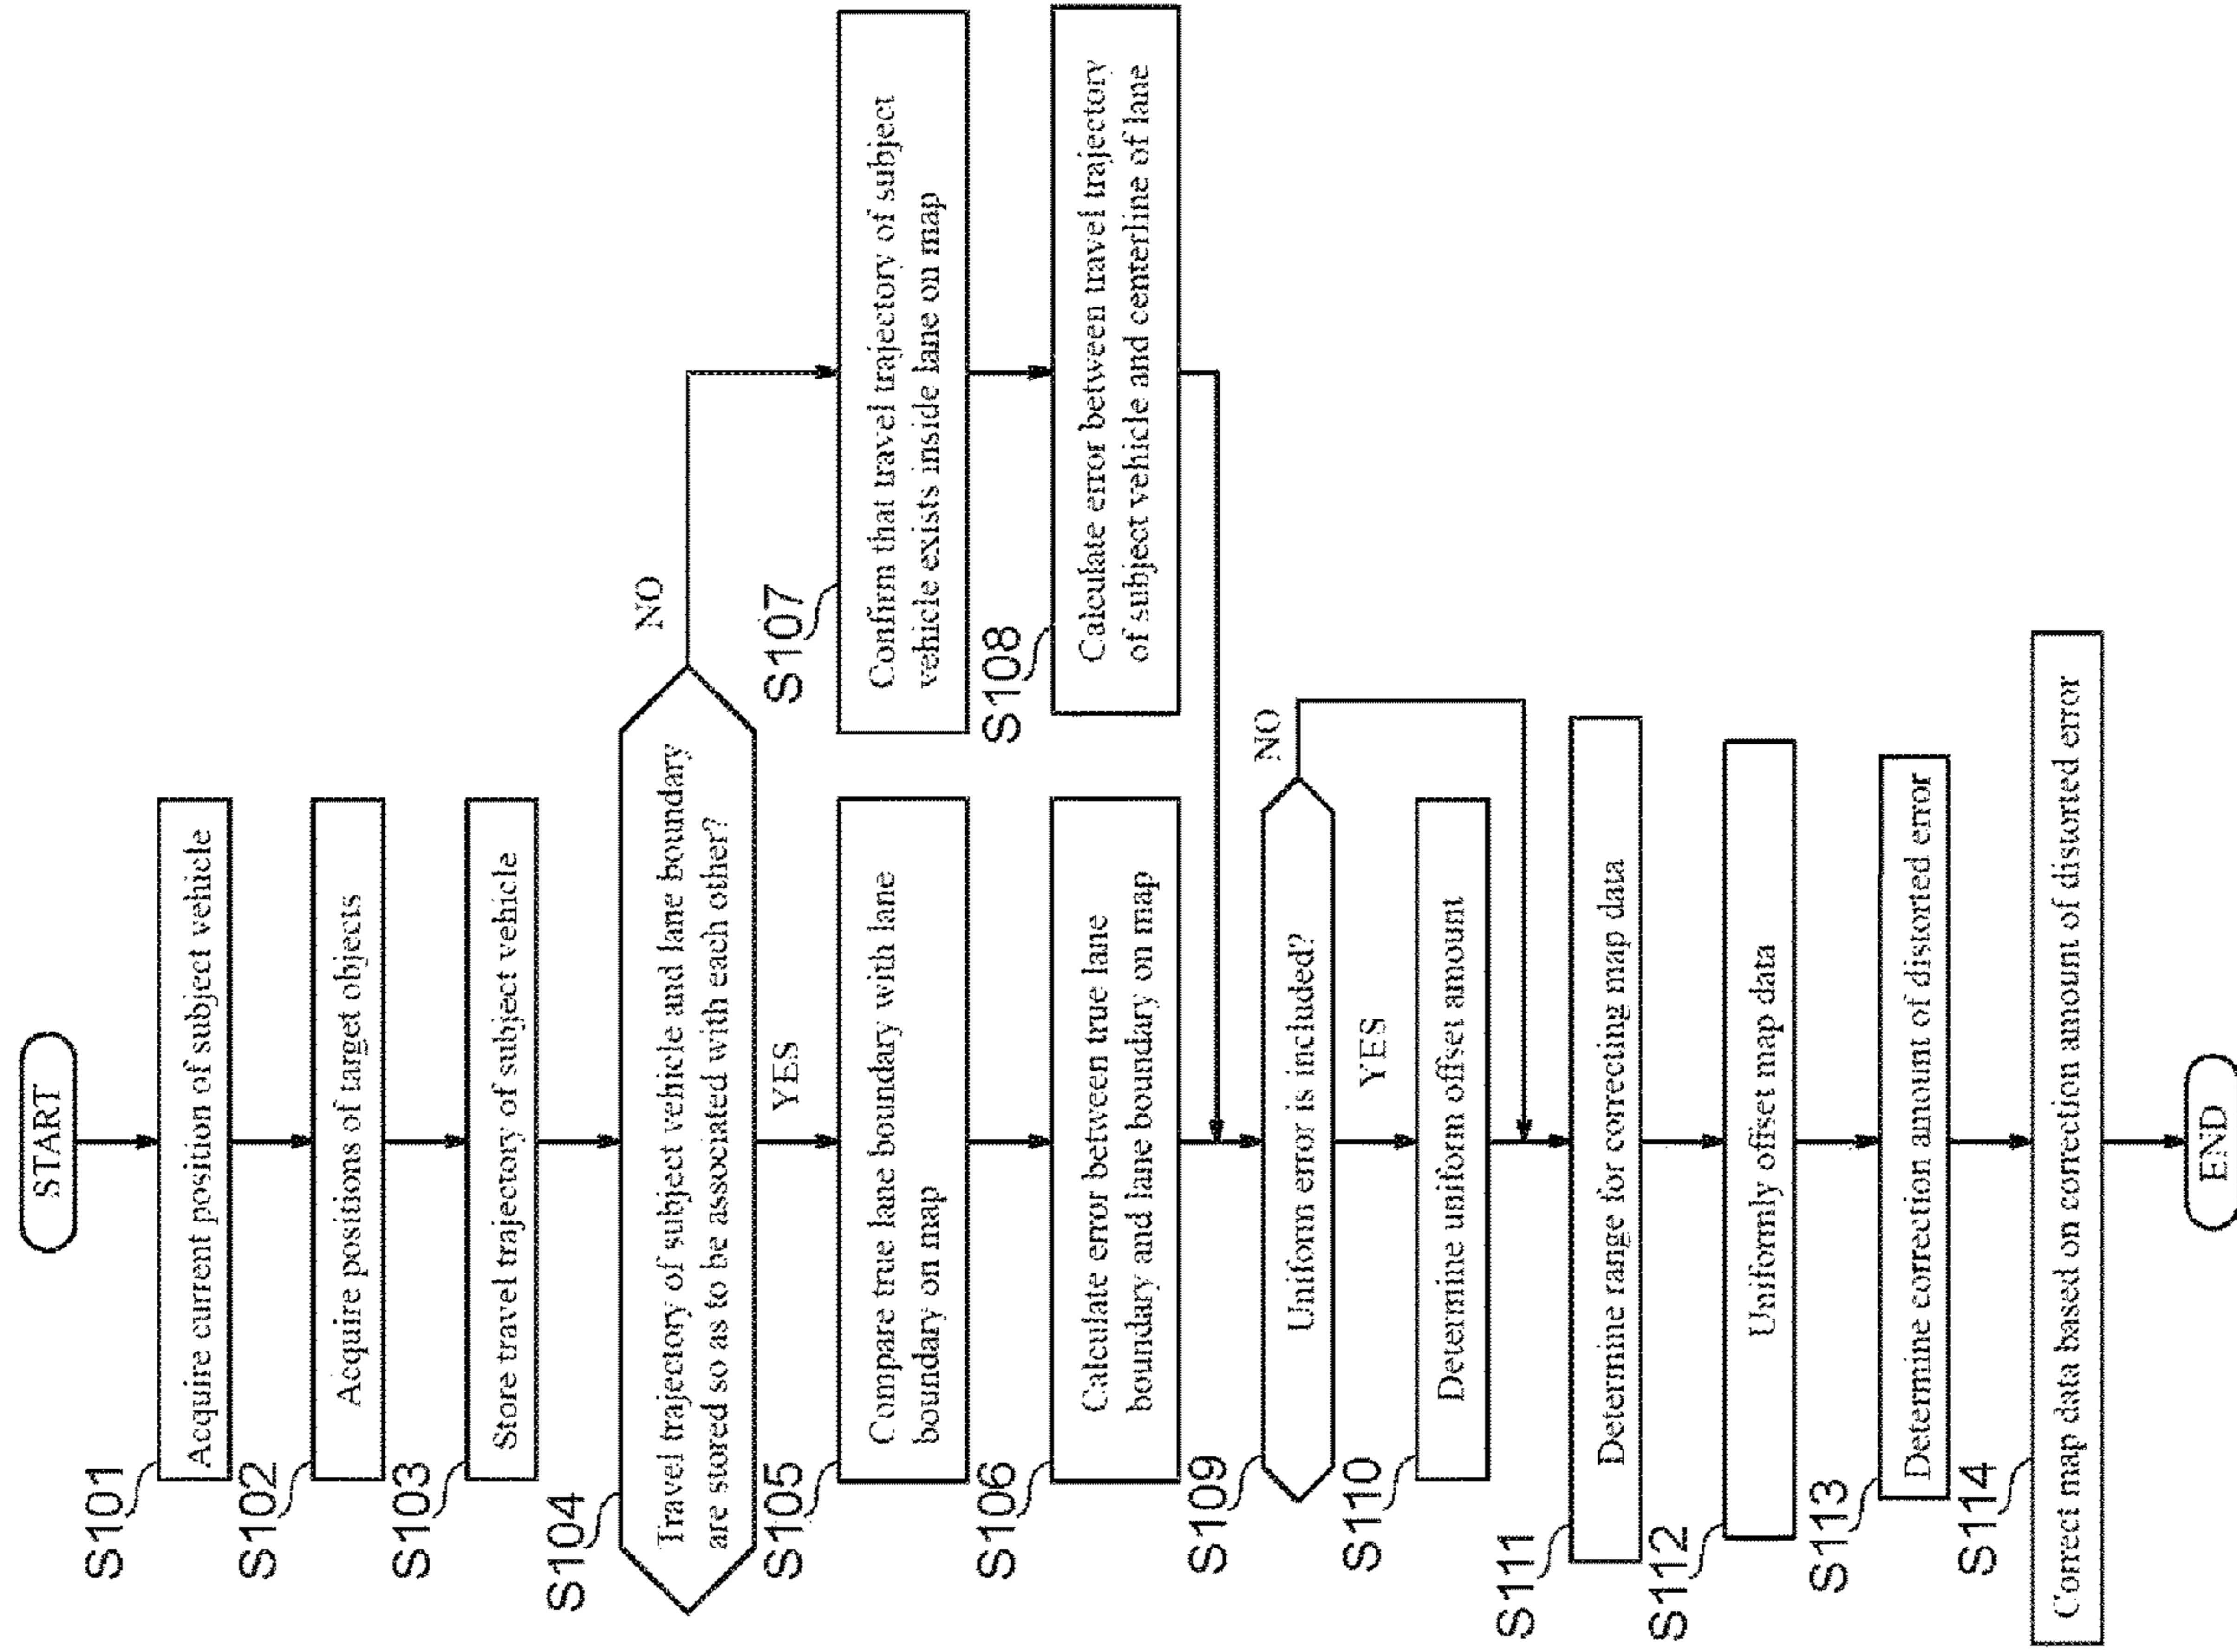 START
S101
Acquire current position of subject vehicle
S102
Acquire positions of target objects
S103
Store travel trajectory of subject vehicle
S104
Travel trajectory of subject vehicle and lane boundary
are stored so as to be associated with each other?
NO
YES
S105
Compare true lane boundary with lane
boundary on map
S107
Confirm that travel trajectory of subject
vehicle exists inside lane on map
S106
Calculate error between true lane
boundary and lane boundary on map
S108
Calculate error between travel trajectory
of subject vehicle and centerline of lane
S109
Uniform error is included?
NO
YES
S110
Determine uniform offset amount
S111
Determine range for correcting map data
S112
Uniformly offset map data
S113
Determine correction amount of distorted error
S114
Correct map data based on correction amount of distorted error
END